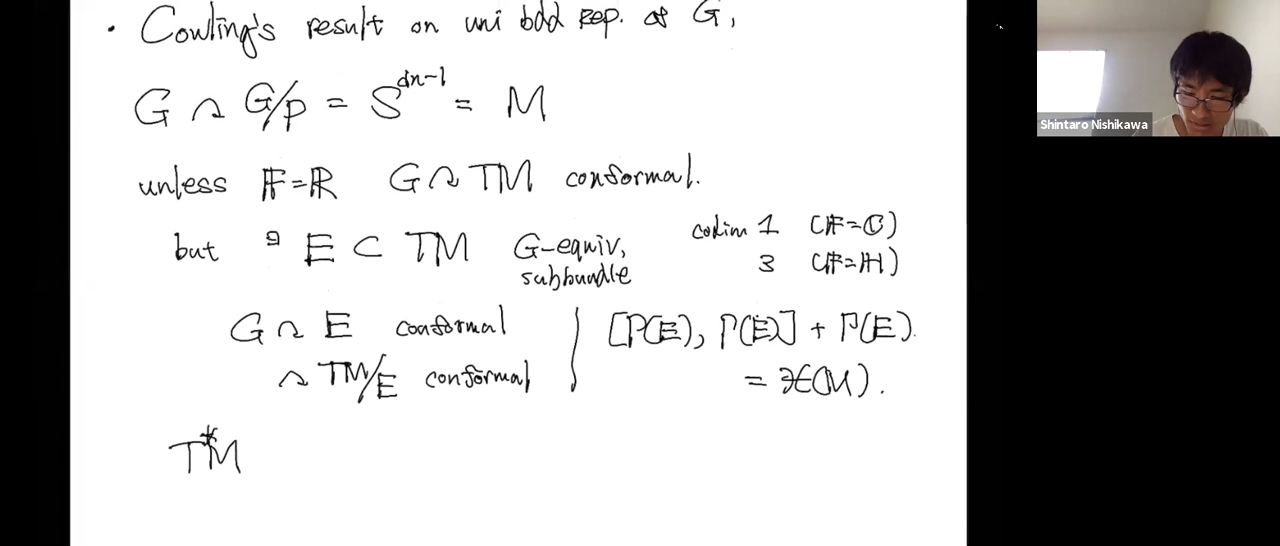 • Cowling's result on uni bdd rep. of G,
G ↷ G/P = S^{dn-1} = M
unless 𝔽=ℝ G ↷ TM conformal.
but ∃ E ⊂ TM G-equiv, subbundle
codim 1 (𝔽=ℂ)
3 (𝔽=ℍ)
G ↷ E conformal
↷ TM/E conformal
[Γ(E), Γ(E)] + Γ(E)
= 𝒳(M).
T*M
Shintaro Nishikawa